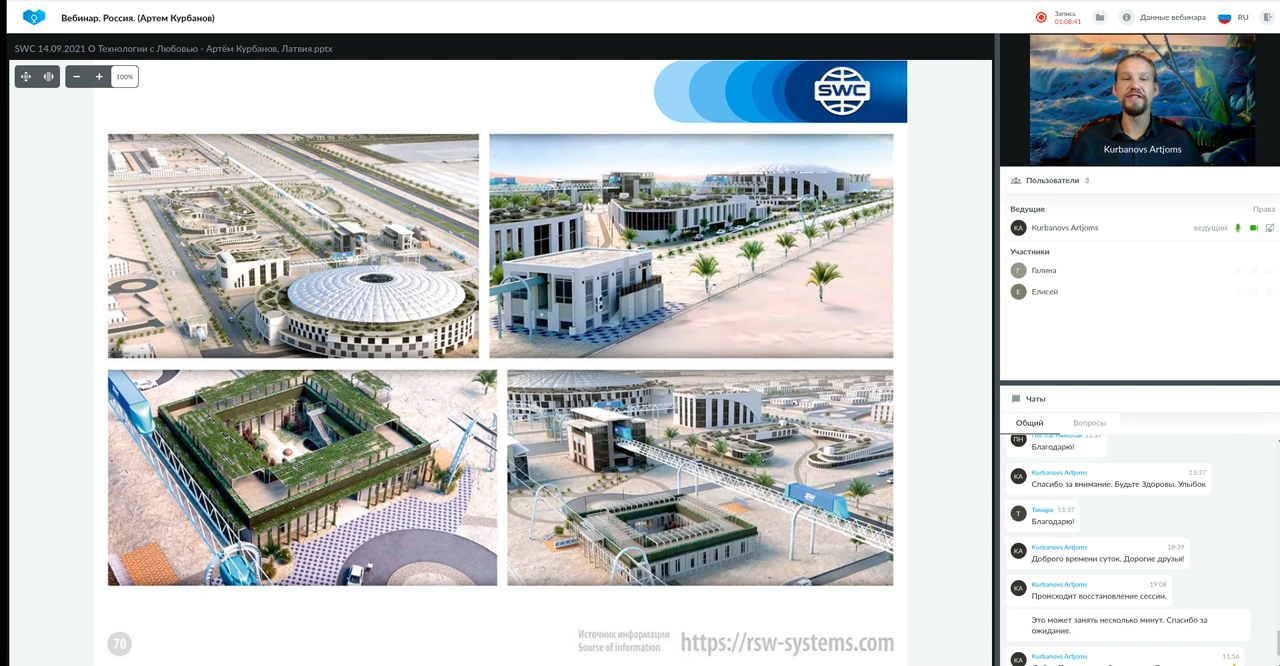 Вебинар. Россия. (Артем Курбанов)
Запись
01:08:41
Данные вебинара
RU
SWC 14.09.2021 О Технологии с Любовью - Артём Курбанов, Латвия.pptx
100%
SWC
70
Источник информации
Sourse of information
https://rsw-systems.com
Kurbanovs Artjoms
Пользователи 3
Ведущие
Права
KA
Kurbanovs Artjoms
ведущий
Участники
Г
Галина
Е
Елисей
Чаты
Общий
Вопросы
ПН
13:37
Благодарю!
KA
Kurbanovs Artjoms
13:37
Спасибо за внимание. Будьте Здоровы. Улыбок
Т
Тамара 13:37
Благодарю!
KA
Kurbanovs Artjoms
18:39
Доброго времени суток, Дорогие друзья!
KA
Kurbanovs Artjoms
19:08
Происходит восстановление сессии.
Это может занять несколько минут. Спасибо за
ожидание.
KA
Kurbanovs Artjoms
11:56